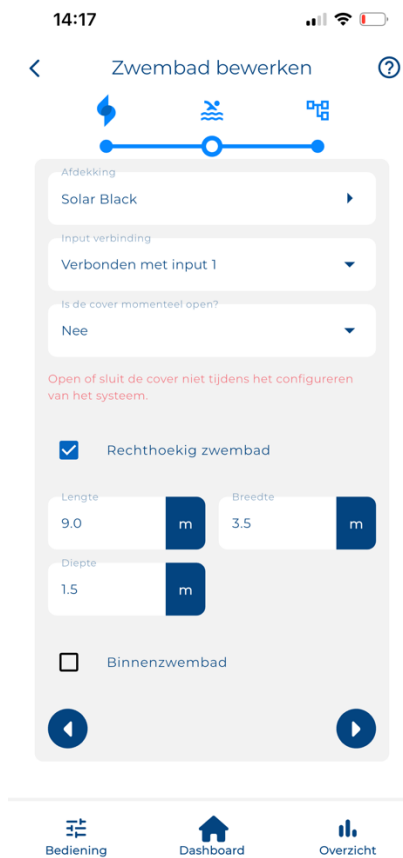 14:17
Zwembad bewerken
Afdekking
Solar Black
Input verbinding
Verbonden met input 1
Is de cover momenteel open?
Nee
Open of sluit de cover niet tijdens het configureren
van het systeem.
Rechthoekig zwembad
Lengte
9.0 m
Breedte
3.5 m
Diepte
1.5 m
Binnenzwembad
Bediening
Dashboard
Overzicht